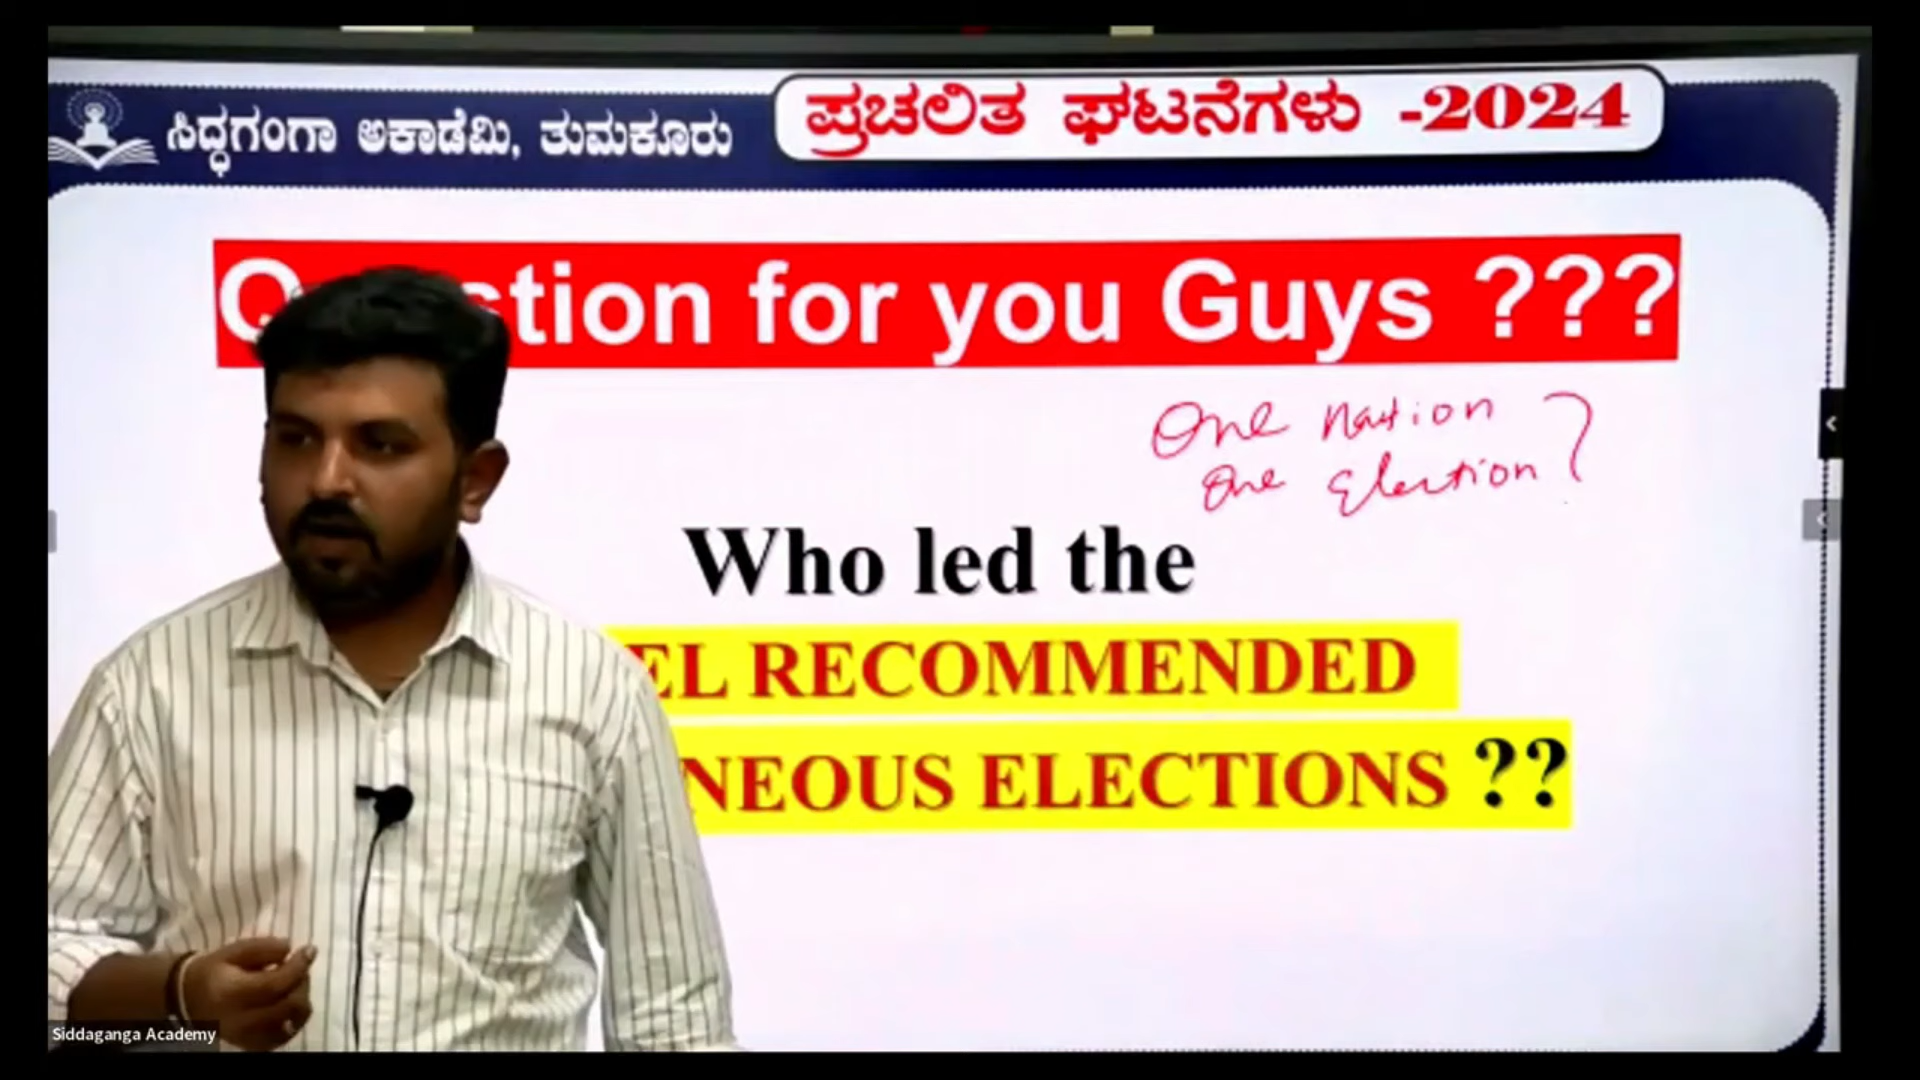 ಸಿದ್ಧಗಂಗಾ ಅಕಾಡೆಮಿ, ತುಮಕೂರು
ಪ್ರಚಲಿತ ಘಟನೆಗಳು -2024
tion for you Guys ???
One nation
One Election ?
Who led the
EL RECOMMENDED
NEOUS ELECTIONS ??
Siddaganga Academy